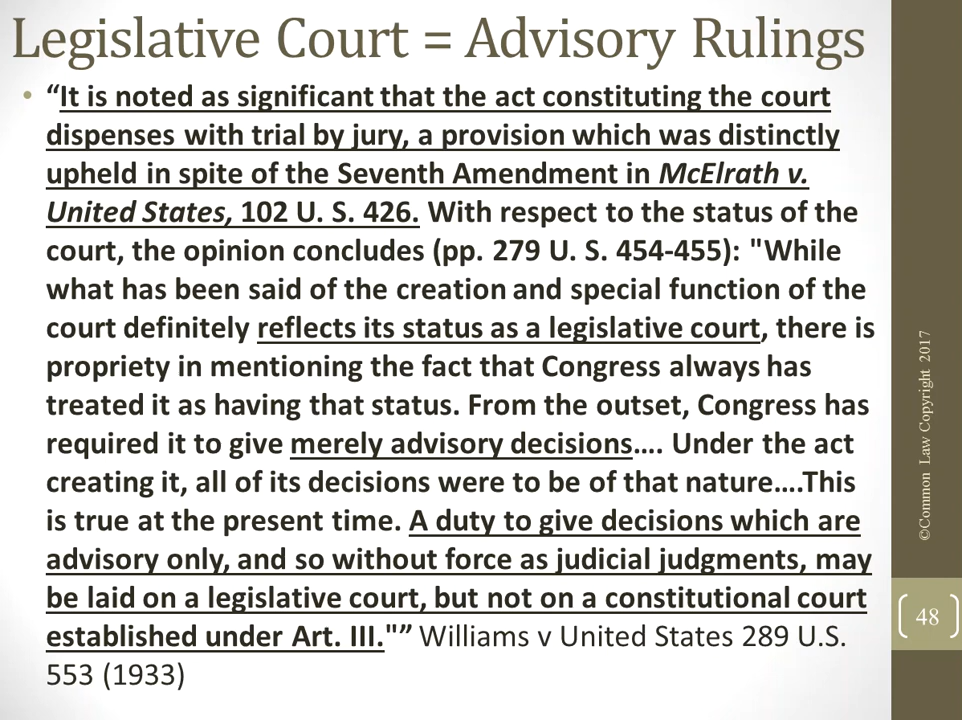 Legislative Court = Advisory Rulings
• “It is noted as significant that the act constituting the court
dispenses with trial by jury, a provision which was distinctly
upheld in spite of the Seventh Amendment in McElrath v.
United States, 102 U. S. 426. With respect to the status of the
court, the opinion concludes (pp. 279 U. S. 454-455): "While
what has been said of the creation and special function of the
court definitely reflects its status as a legislative court, there is
propriety in mentioning the fact that Congress always has
treated it as having that status. From the outset, Congress has
required it to give merely advisory decisions…. Under the act
creating it, all of its decisions were to be of that nature….This
is true at the present time. A duty to give decisions which are
advisory only, and so without force as judicial judgments, may
be laid on a legislative court, but not on a constitutional court
established under Art. III."” Williams v United States 289 U.S.
553 (1933)
©Common Law Copyright 2017
48